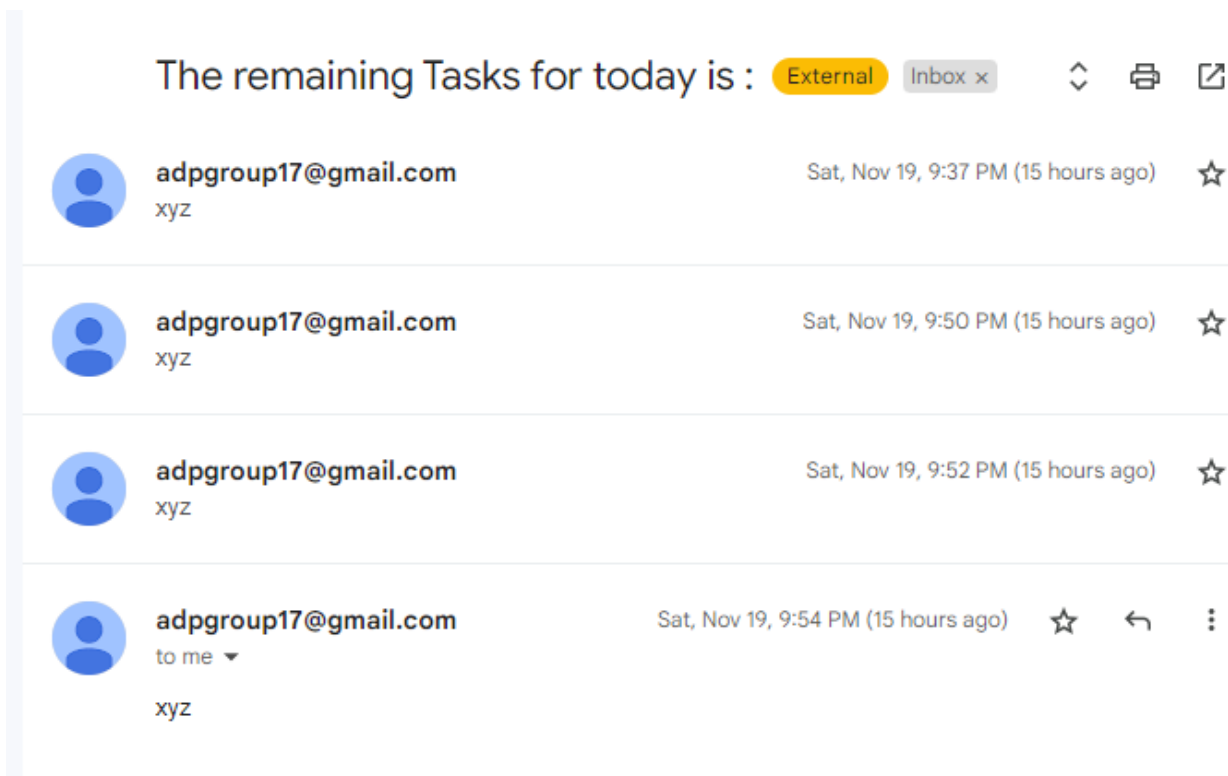 The remaining Tasks for today is : External Inbox ×
adpgroup17@gmail.com Sat, Nov 19, 9:37 PM (15 hours ago)
xyz
adpgroup17@gmail.com Sat, Nov 19, 9:50 PM (15 hours ago)
xyz
adpgroup17@gmail.com Sat, Nov 19, 9:52 PM (15 hours ago)
xyz
adpgroup17@gmail.com Sat, Nov 19, 9:54 PM (15 hours ago)
to me
xyz